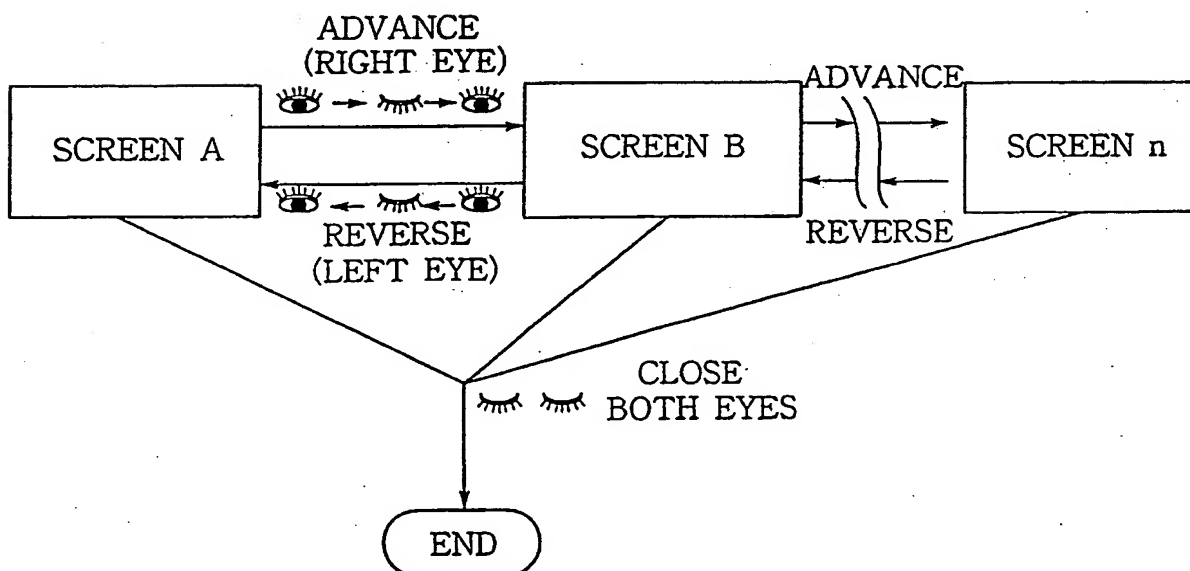 ADVANCE
(RIGHT EYE)
ADVANCE
SCREEN A
SCREEN B
SCREEN n
REVERSE
(LEFT EYE)
REVERSE
CLOSE
BOTH EYES
END